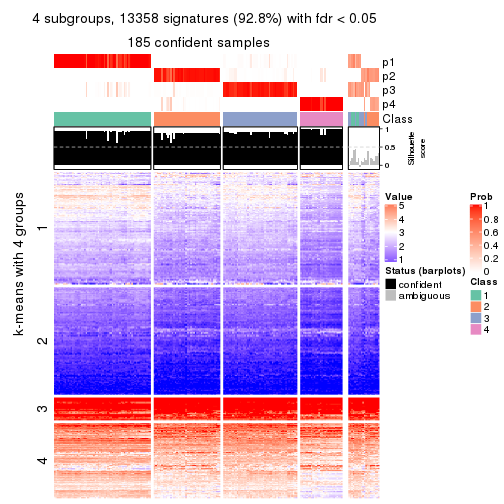 4 subgroups, 13358 signatures (92.8%) with fdr < 0.05
185 confident samples
p1
p2
p3
p4
Class
1
0.5
0
Silhouette
score
k-means with 4 groups
1
2
3
4
Value
5
4
3
2
1
Status (barplots)
confident
ambiguous
Prob
1
0.8
0.6
0.4
0.2
0
Class
1
2
3
4